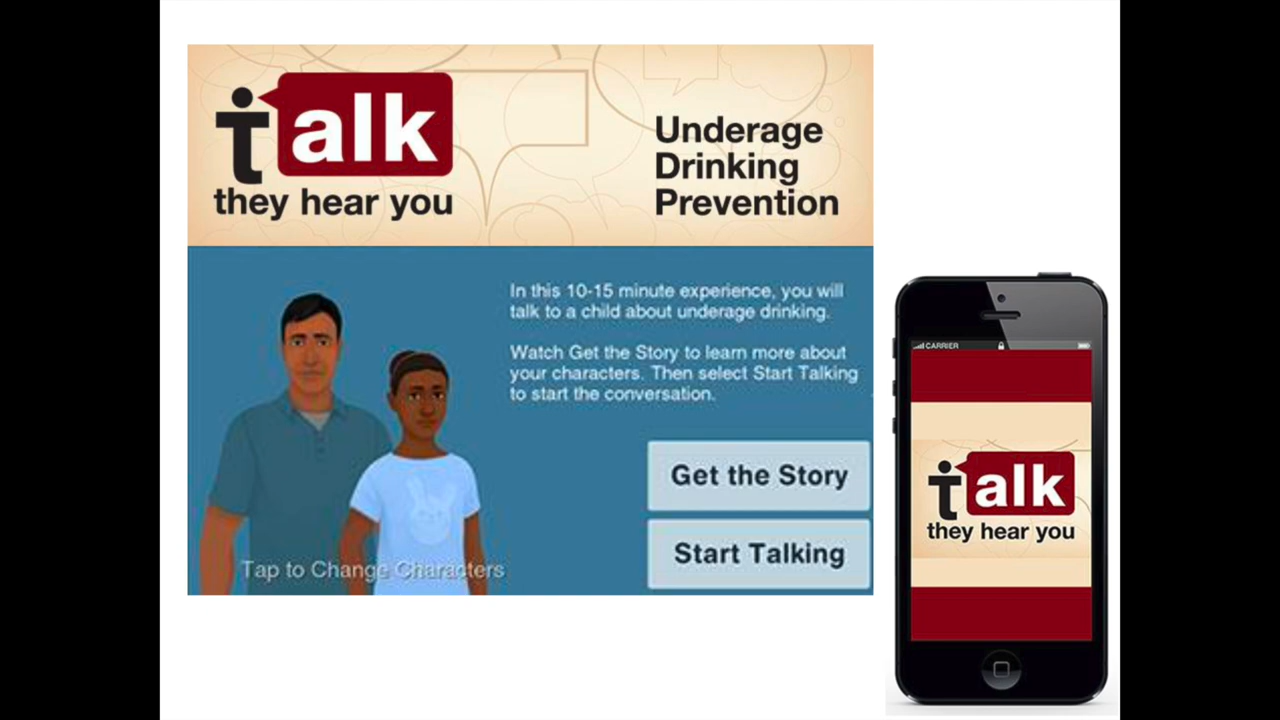 talk
they hear you
Underage
Drinking
Prevention
In this 10-15 minute experience, you will
talk to a child about underage drinking.
Watch Get the Story to learn more about
your characters. Then select Start Talking
to start the conversation.
Get the Story
Start Talking
Tap to Change Characters
CARRIER
talk
they hear you